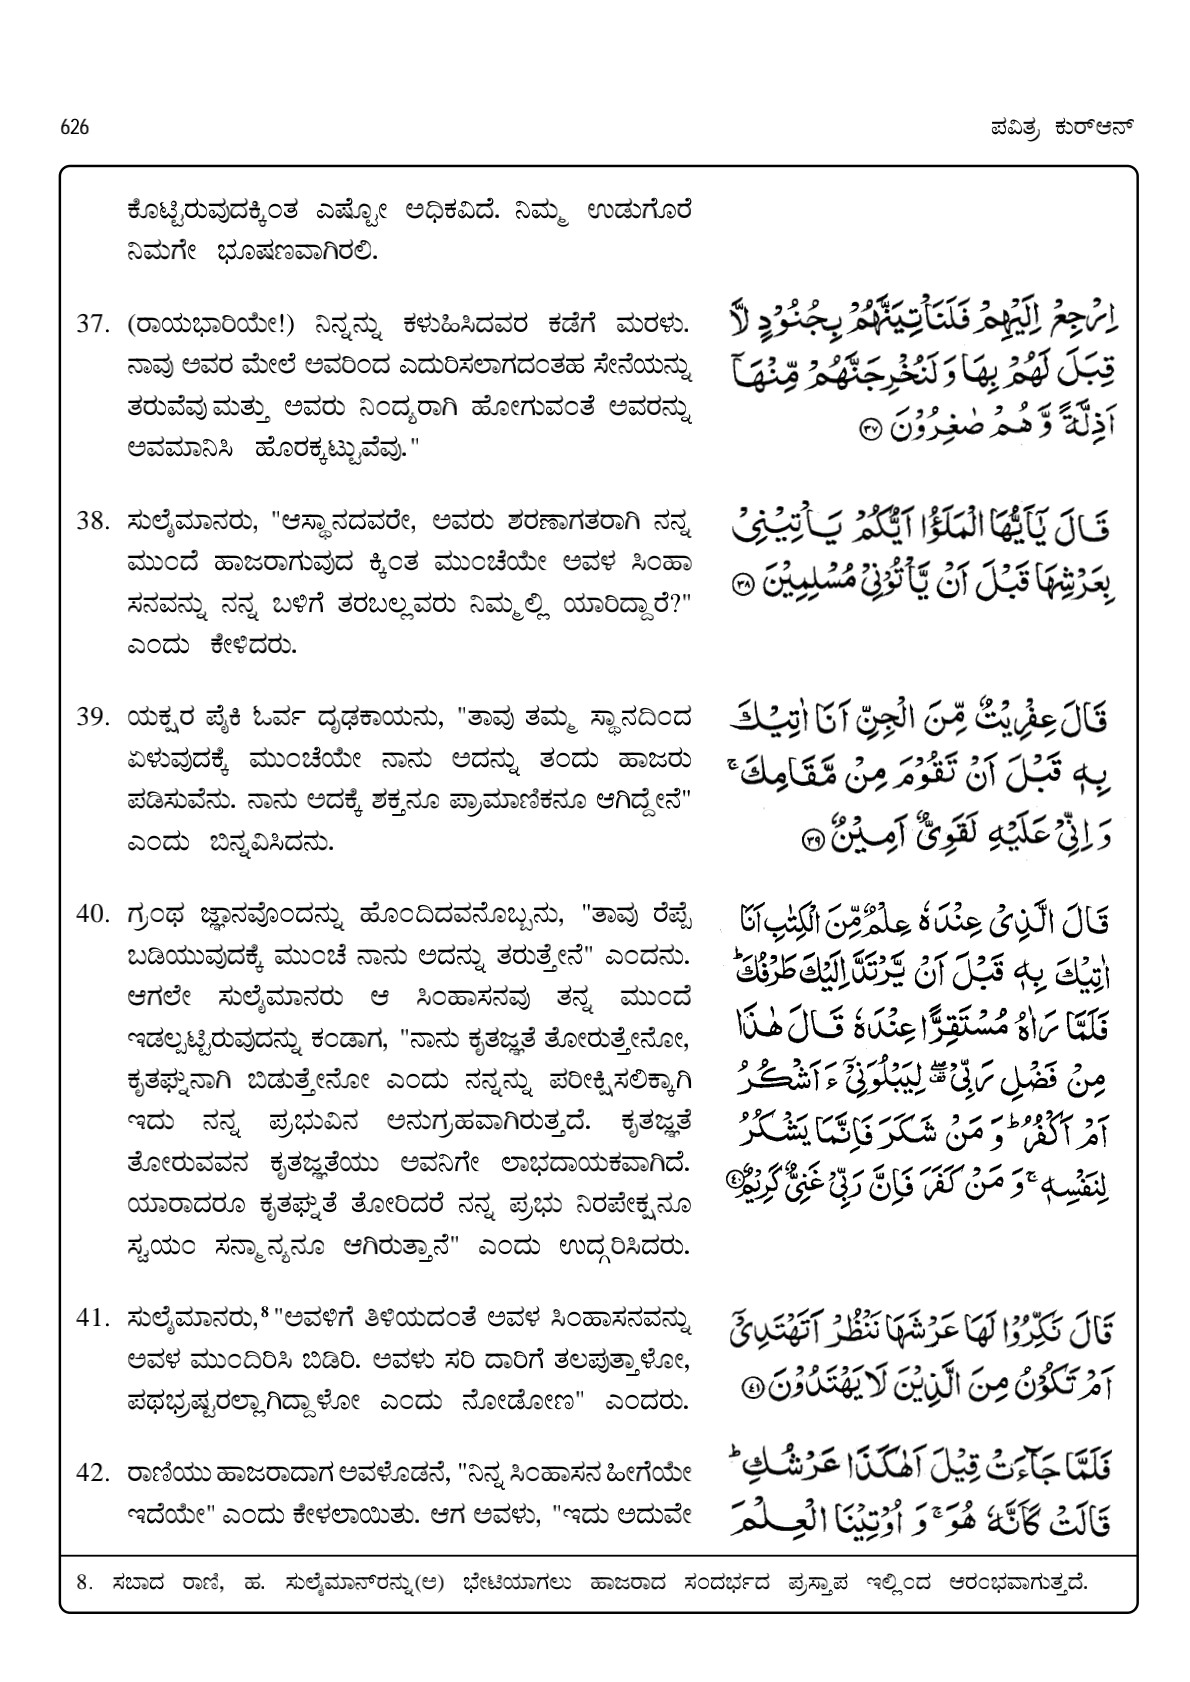 626
ಪವಿತ್ರ ಕುರ್‌ಆನ್
ಕೊಟ್ಟಿರುವುದಕ್ಕಿಂತ ಎಷ್ಟೋ ಅಧಿಕವಿದೆ. ನಿಮ್ಮ ಉಡುಗೊರೆ
ನಿಮಗೇ ಭೂಷಣವಾಗಿರಲಿ.
37. (ರಾಯಭಾರಿಯೇ!) ನಿನ್ನನ್ನು ಕಳುಹಿಸಿದವರ ಕಡೆಗೆ ಮರಳು.
ನಾವು ಅವರ ಮೇಲೆ ಅವರಿಂದ ಎದುರಿಸಲಾಗದಂತಹ ಸೇನೆಯನ್ನು
ತರುವೆವು ಮತ್ತು ಅವರು ನಿಂದ್ಯರಾಗಿ ಹೋಗುವಂತೆ ಅವರನ್ನು
ಅವಮಾನಿಸಿ ಹೊರಕ್ಕಟ್ಟುವೆವು."
اِرْجِعْ اِلَيْهِمْ فَلَنَاْتِيَنَّهُمْ بِجُنُوْدٍ لَّا
قِبَلَ لَهُمْ بِهَا وَلَنُخْرِجَنَّهُمْ مِّنْهَآ
اَذِلَّةً وَّهُمْ صٰغِرُوْنَ ۝٣٧
38. ಸುಲೈಮಾನರು, "ಆಸ್ಥಾನದವರೇ, ಅವರು ಶರಣಾಗತರಾಗಿ ನನ್ನ
ಮುಂದೆ ಹಾಜರಾಗುವುದ ಕ್ಕಿಂತ ಮುಂಚೆಯೇ ಅವಳ ಸಿಂಹಾ
ಸನವನ್ನು ನನ್ನ ಬಳಿಗೆ ತರಬಲ್ಲವರು ನಿಮ್ಮಲ್ಲಿ ಯಾರಿದ್ದಾರೆ?"
ಎಂದು ಕೇಳಿದರು.
قَالَ يٰٓاَيُّهَا الْمَلَؤُا اَيُّكُمْ يَاْتِيْنِيْ
بِعَرْشِهَا قَبْلَ اَنْ يَّاْتُوْنِيْ مُسْلِمِيْنَ ۝٣٨
39. ಯಕ್ಷರ ಪೈಕಿ ಓರ್ವ ದೃಢಕಾಯನು, "ತಾವು ತಮ್ಮ ಸ್ಥಾನದಿಂದ
ಏಳುವುದಕ್ಕೆ ಮುಂಚೆಯೇ ನಾನು ಅದನ್ನು ತಂದು ಹಾಜರು
ಪಡಿಸುವೆನು. ನಾನು ಅದಕ್ಕೆ ಶಕ್ತನೂ ಪ್ರಾಮಾಣಿಕನೂ ಆಗಿದ್ದೇನೆ"
ಎಂದು ಬಿನ್ನವಿಸಿದನು.
قَالَ عِفْرِيْتٌ مِّنَ الْجِنِّ اَنَا اٰتِيْكَ
بِهٖ قَبْلَ اَنْ تَقُوْمَ مِنْ مَّقَامِكَ ۚ
وَاِنِّيْ عَلَيْهِ لَقَوِيٌّ اَمِيْنٌ ۝٣٩
40. ಗ್ರಂಥ ಜ್ಞಾನವೊಂದನ್ನು ಹೊಂದಿದವನೊಬ್ಬನು, "ತಾವು ರೆಪ್ಪೆ
ಬಡಿಯುವುದಕ್ಕೆ ಮುಂಚೆ ನಾನು ಅದನ್ನು ತರುತ್ತೇನೆ" ಎಂದನು.
ಆಗಲೇ ಸುಲೈಮಾನರು ಆ ಸಿಂಹಾಸನವು ತನ್ನ ಮುಂದೆ
ಇಡಲ್ಪಟ್ಟಿರುವುದನ್ನು ಕಂಡಾಗ, "ನಾನು ಕೃತಜ್ಞತೆ ತೋರುತ್ತೇನೋ,
ಕೃತಘ್ನನಾಗಿ ಬಿಡುತ್ತೇನೋ ಎಂದು ನನ್ನನ್ನು ಪರೀಕ್ಷಿಸಲಿಕ್ಕಾಗಿ
ಇದು ನನ್ನ ಪ್ರಭುವಿನ ಅನುಗ್ರಹವಾಗಿರುತ್ತದೆ. ಕೃತಜ್ಞತೆ
ತೋರುವವನ ಕೃತಜ್ಞತೆಯು ಅವನಿಗೇ ಲಾಭದಾಯಕವಾಗಿದೆ.
ಯಾರಾದರೂ ಕೃತಘ್ನತೆ ತೋರಿದರೆ ನನ್ನ ಪ್ರಭು ನಿರಪೇಕ್ಷನೂ
ಸ್ವಯಂ ಸನ್ಮಾನ್ಯನೂ ಆಗಿರುತ್ತಾನೆ" ಎಂದು ಉದ್ಗರಿಸಿದರು.
قَالَ الَّذِيْ عِنْدَهٗ عِلْمٌ مِّنَ الْكِتٰبِ اَنَا
اٰتِيْكَ بِهٖ قَبْلَ اَنْ يَّرْتَدَّ اِلَيْكَ طَرْفُكَ ؕ
فَلَمَّا رَاٰهُ مُسْتَقِرًّا عِنْدَهٗ قَالَ هٰذَا
مِنْ فَضْلِ رَبِّيْ ۖ لِيَبْلُوَنِيْٓ ءَاَشْكُرُ
اَمْ اَكْفُرُ ؕ وَمَنْ شَكَرَ فَاِنَّمَا يَشْكُرُ
لِنَفْسِهٖ ۚ وَمَنْ كَفَرَ فَاِنَّ رَبِّيْ غَنِيٌّ كَرِيْمٌ ۝٤٠
41. ಸುಲೈಮಾನರು,⁸ "ಅವಳಿಗೆ ತಿಳಿಯದಂತೆ ಅವಳ ಸಿಂಹಾಸನವನ್ನು
ಅವಳ ಮುಂದಿರಿಸಿ ಬಿಡಿರಿ. ಅವಳು ಸರಿ ದಾರಿಗೆ ತಲಪುತ್ತಾಳೋ,
ಪಥಭ್ರಷ್ಟರಲ್ಲಾಗಿದ್ದಾಳೋ ಎಂದು ನೋಡೋಣ" ಎಂದರು.
قَالَ نَكِّرُوْا لَهَا عَرْشَهَا نَنْظُرْ اَتَهْتَدِيْٓ
اَمْ تَكُوْنُ مِنَ الَّذِيْنَ لَا يَهْتَدُوْنَ ۝٤١
42. ರಾಣಿಯು ಹಾಜರಾದಾಗ ಅವಳೊಡನೆ, "ನಿನ್ನ ಸಿಂಹಾಸನ ಹೀಗೆಯೇ
ಇದೆಯೇ" ಎಂದು ಕೇಳಲಾಯಿತು. ಆಗ ಅವಳು, "ಇದು ಅದುವೇ
فَلَمَّا جَآءَتْ قِيْلَ اَهٰكَذَا عَرْشُكِ ؕ
قَالَتْ كَاَنَّهٗ هُوَ ۚ وَاُوْتِيْنَا الْعِلْمَ
8. ಸಬಾದ ರಾಣಿ, ಹ. ಸುಲೈಮಾನ್‌ರನ್ನು(ಅ) ಭೇಟಿಯಾಗಲು ಹಾಜರಾದ ಸಂದರ್ಭದ ಪ್ರಸ್ತಾಪ ಇಲ್ಲಿಂದ ಆರಂಭವಾಗುತ್ತದೆ.